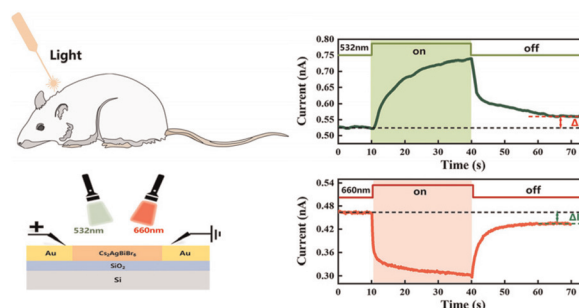 Light
532nm
660nm
Au
Cs₂AgBiBr₆
Au
SiO₂
Si
532nm
on
off
Current (nA)
0.80
0.75
0.70
0.65
0.60
0.55
0.50
0
10
20
30
40
50
60
70
Time (s)
660nm
on
off
Current (nA)
0.54
0.48
0.42
0.36
0.30
0
10
20
30
40
50
60
70
Time (s)